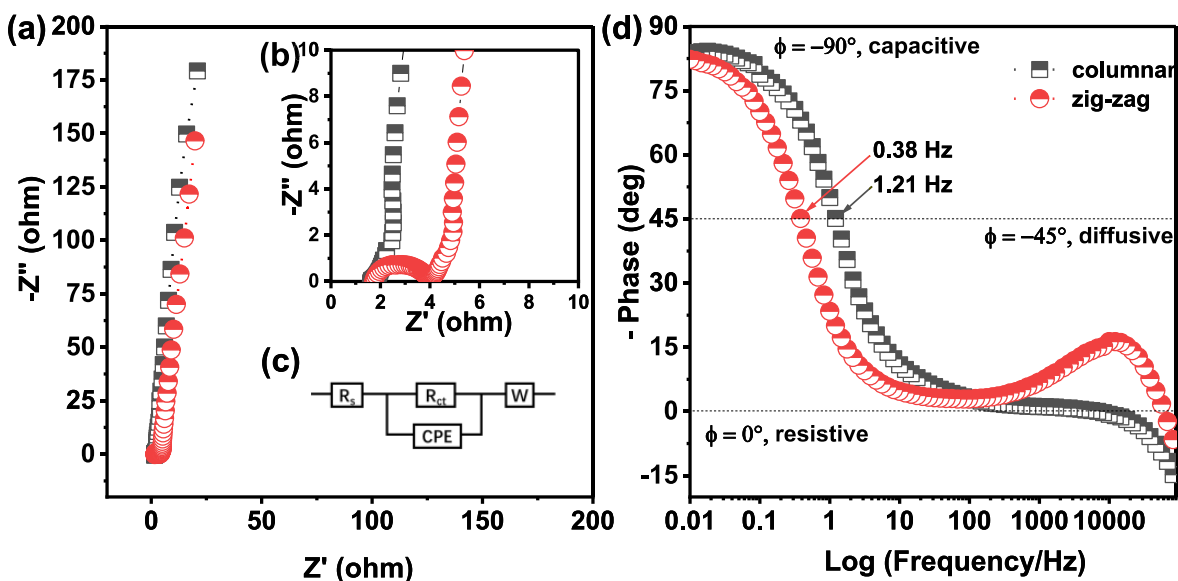 (a)
200
175
150
125
100
75
50
25
0
-Z'' (ohm)
0
50
100
150
200
Z' (ohm)
(b)
10
8
6
4
2
0
-Z'' (ohm)
0
2
4
6
8
10
Z' (ohm)
(c)
Rs
Rct
W
CPE
(d)
90
75
60
45
30
15
0
-15
- Phase (deg)
ϕ = −90°, capacitive
columnar
zig-zag
0.38 Hz
1.21 Hz
ϕ = −45°, diffusive
ϕ = 0°, resistive
0.01
0.1
1
10
100
1000
10000
Log (Frequency/Hz)